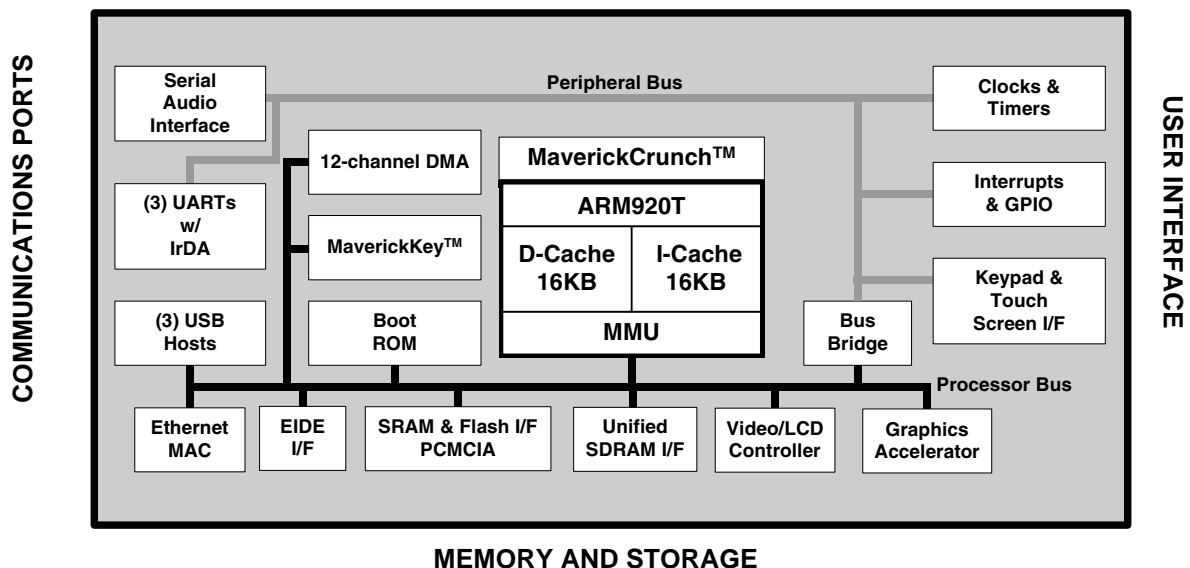 COMMUNICATIONS PORTS
Serial
Audio
Interface
Peripheral Bus
Clocks &
Timers
USER INTERFACE
12-channel DMA
MaverickCrunch™
(3) UARTs
w/
IrDA
ARM920T
Interrupts
& GPIO
MaverickKey™
D-Cache
16KB
I-Cache
16KB
Keypad &
Touch
Screen I/F
(3) USB
Hosts
Boot
ROM
MMU
Bus
Bridge
Processor Bus
Ethernet
MAC
EIDE
I/F
SRAM & Flash I/F
PCMCIA
Unified
SDRAM I/F
Video/LCD
Controller
Graphics
Accelerator
MEMORY AND STORAGE